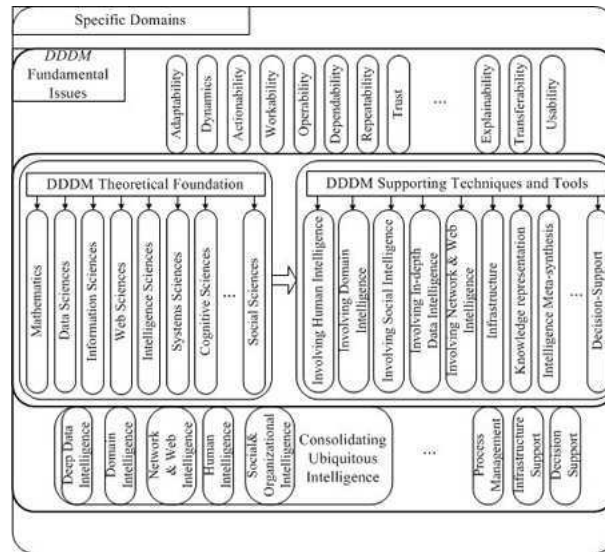 Specific Domains
DDDM
Fundamental
Issues
Adaptability
Dynamics
Actionability
Workability
Operability
Dependability
Repeatability
Trust
...
Explainability
Transferability
Usability
DDDM Theoretical Foundation
Mathematics
Data Sciences
Information Sciences
Web Sciences
Intelligence Sciences
Systems Sciences
Cognitive Sciences
...
Social Sciences
DDDM Supporting Techniques and Tools
Involving Human Intelligence
Involving Domain
Intelligence
Involving Social Intelligence
Involving In-depth
Data Intelligence
Involving Network & Web
Intelligence
Infrastructure
Knowledge representation
Intelligence Meta-synthesis
...
Decision-Support
Deep Data
Intelligence
Domain
Intelligence
Network
& Web
Intelligence
Human
Intelligence
Social&
Organizational
Intelligence
Consolidating
Ubiquitous
Intelligence
...
Process
Management
Infrastructure
Support
Decision
Support